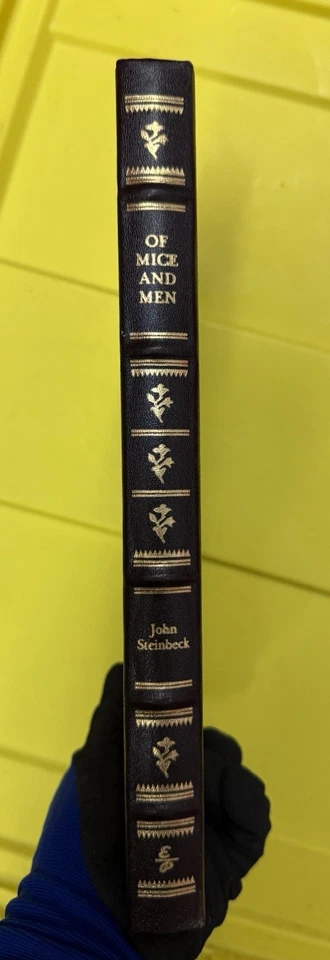 OF
MICE
AND
MEN
John
Steinbeck